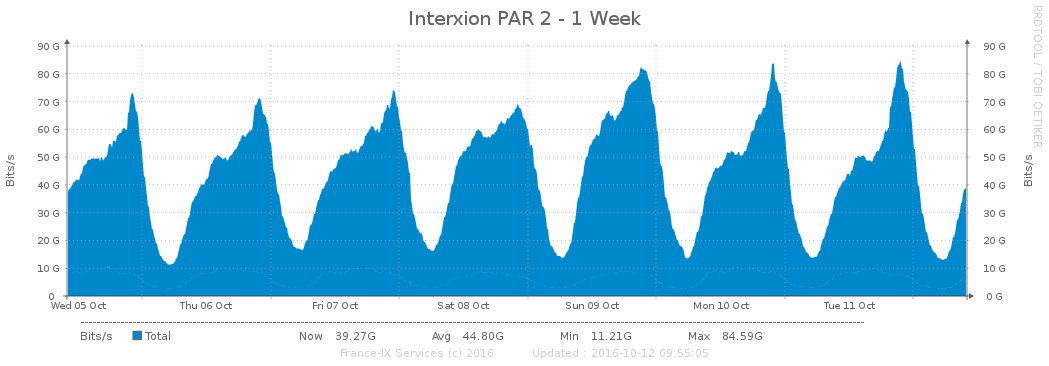 Interxion PAR 2 - 1 Week
RRDTOOL / TOBI OETIKER
90 G 90 G
80 G 80 G
70 G 70 G
60 G 60 G
50 G 50 G
40 G 40 G
30 G 30 G
20 G 20 G
10 G 10 G
0 0 G
Bits/s
Bits/s
Wed 05 Oct Thu 06 Oct Fri 07 Oct Sat 08 Oct Sun 09 Oct Mon 10 Oct Tue 11 Oct
Bits/s Total Now 39.27G Avg 44.80G Min 11.21G Max 84.59G
France-IX Services (c) 2016 Updated : 2016-10-12 09:55:05